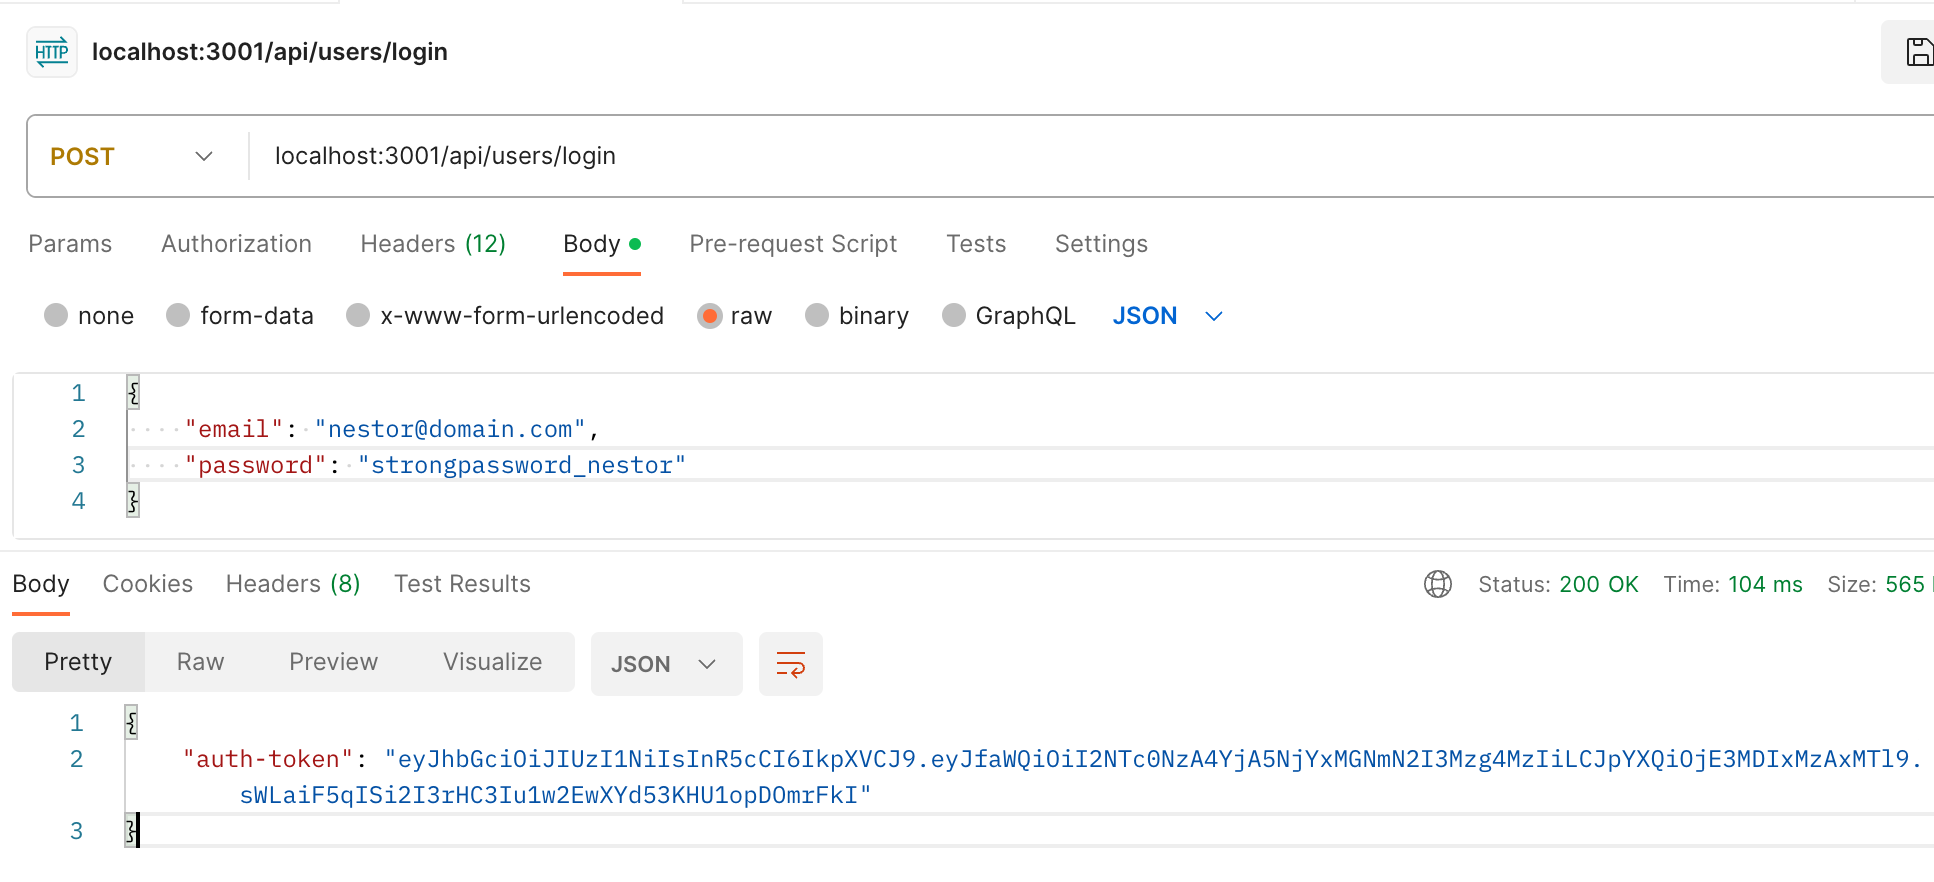 HTTP localhost:3001/api/users/login
POST localhost:3001/api/users/login
Params Authorization Headers (12) Body Pre-request Script Tests Settings
none form-data x-www-form-urlencoded raw binary GraphQL JSON
1 {
2 "email": "nestor@domain.com",
3 "password": "strongpassword_nestor"
4 }
Body Cookies Headers (8) Test Results Status: 200 OK Time: 104 ms Size: 565
Pretty Raw Preview Visualize JSON
1 {
2 "auth-token": "eyJhbGciOiJIUzI1NiIsInR5cCI6IkpXVCJ9.eyJfaWQiOiI2NTc0NzA4YjA5NjYxMGNmN2I3Mzg4MzIiLCJpYXQiOjE3MDIxMzAxMTl9.
sWLaiF5qISi2I3rHC3Iu1w2EwXYd53KHU1opDOmrFkI"
3 }